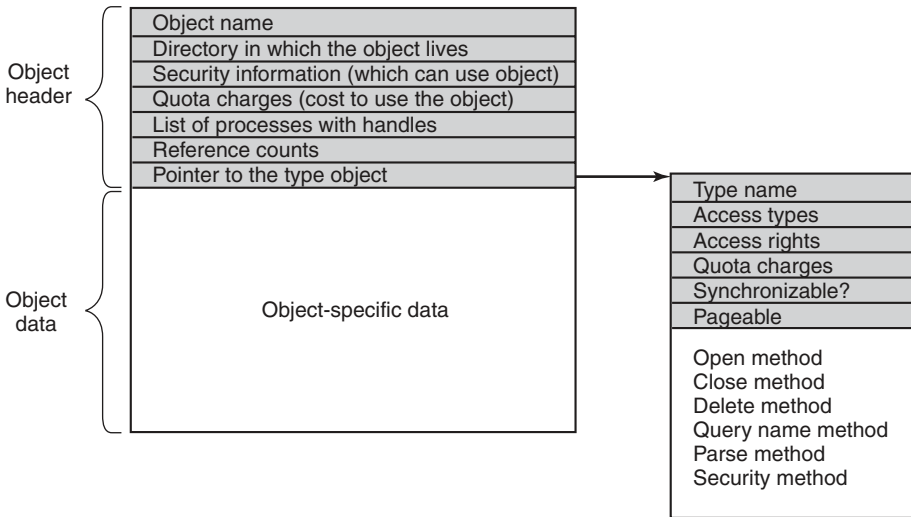 Object
header
Object name
Directory in which the object lives
Security information (which can use object)
Quota charges (cost to use the object)
List of processes with handles
Reference counts
Pointer to the type object
Object
data
Object-specific data
Type name
Access types
Access rights
Quota charges
Synchronizable?
Pageable
Open method
Close method
Delete method
Query name method
Parse method
Security method